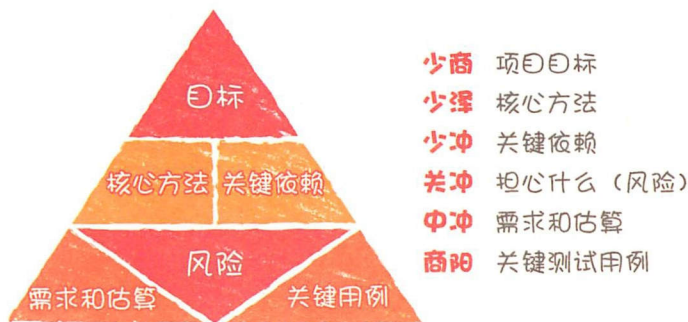 目标
核心方法 关键依赖
风险
需求和估算 关键用例
少商 项目目标
少泽 核心方法
少冲 关键依赖
关冲 担心什么（风险）
中冲 需求和估算
商阳 关键测试用例